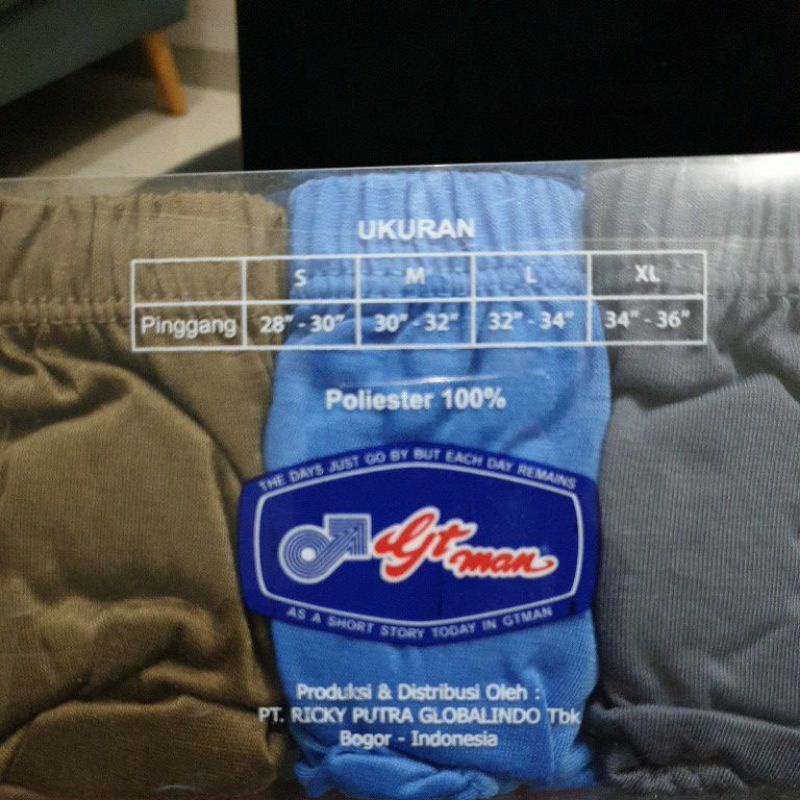 UKURAN
S M L XL
Pinggang 28" - 30" 30" - 32" 32" - 34" 34" - 36"
Poliester 100%
THE DAYS JUST GO BY BUT EACH DAY REMAINS
Gt man
AS A SHORT STORY TODAY IN GTMAN
Produksi & Distribusi Oleh :
PT. RICKY PUTRA GLOBALINDO Tbk
Bogor - Indonesia